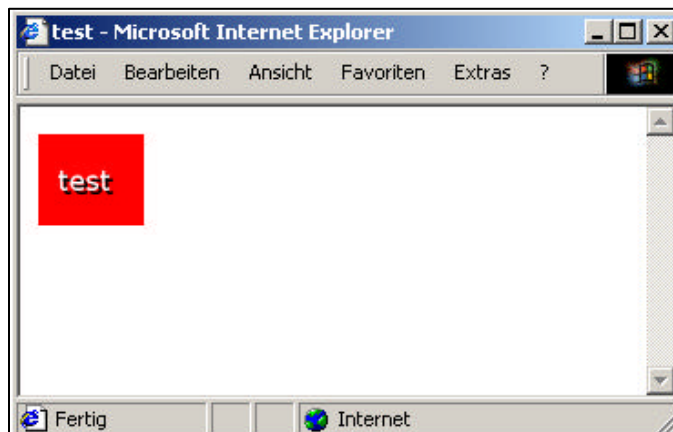 test - Microsoft Internet Explorer
Datei Bearbeiten Ansicht Favoriten Extras ?
test
Fertig Internet